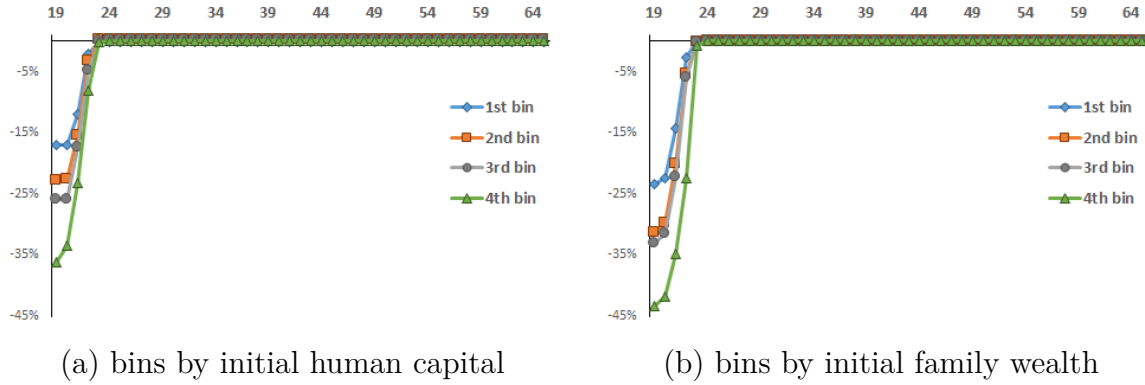 19 24 29 34 39 44 49 54 59 64
-5%
-15%
-25%
-35%
-45%
1st bin
2nd bin
3rd bin
4th bin
(a) bins by initial human capital
19 24 29 34 39 44 49 54 59 64
-5%
-15%
-25%
-35%
-45%
1st bin
2nd bin
3rd bin
4th bin
(b) bins by initial family wealth